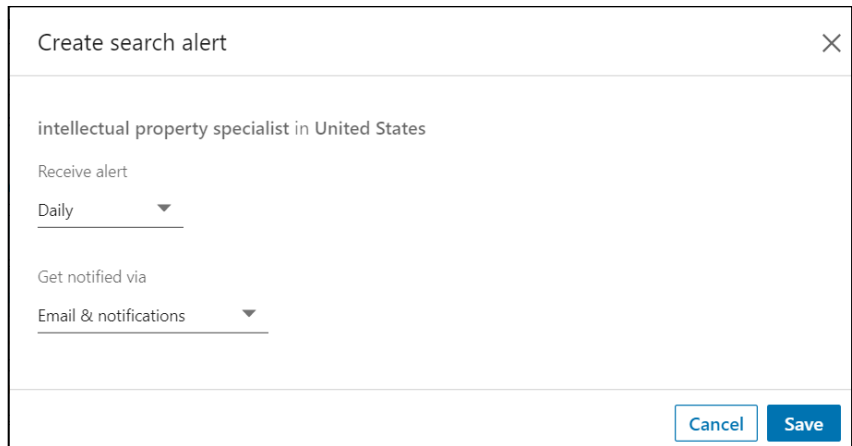 Create search alert
intellectual property specialist in United States
Receive alert
Daily
Get notified via
Email & notifications
Cancel Save